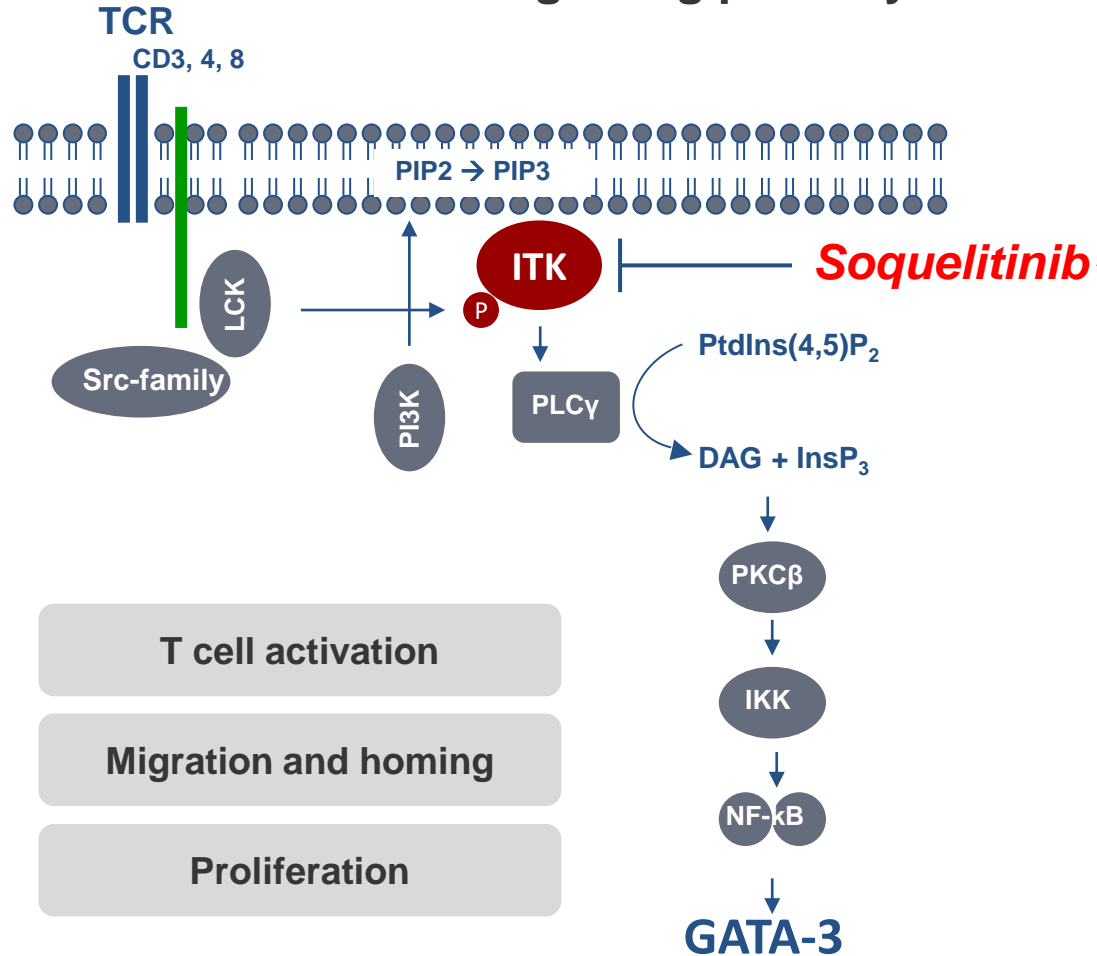 TCR
CD3, 4, 8
PIP2 → PIP3
ITK
P
Soquelitinib
LCK
Src-family
PI3K
PLCγ
PtdIns(4,5)P₂
DAG + InsP₃
PKCβ
IKK
NF-κB
GATA-3
T cell activation
Migration and homing
Proliferation